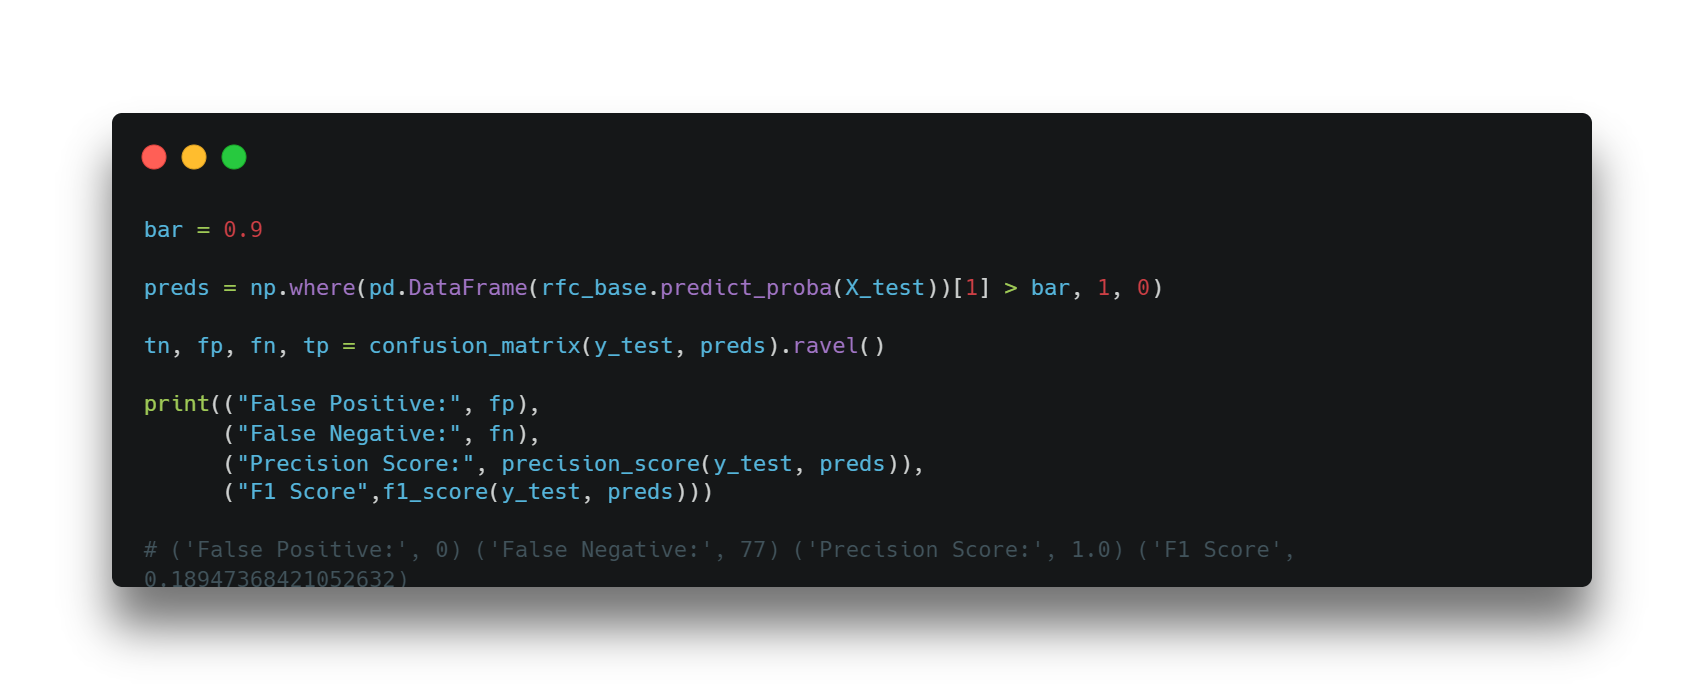 bar = 0.9
preds = np.where(pd.DataFrame(rfc_base.predict_proba(X_test))[1] > bar, 1, 0)
tn, fp, fn, tp = confusion_matrix(y_test, preds).ravel()
print(("False Positive:", fp),
("False Negative:", fn),
("Precision Score:", precision_score(y_test, preds)),
("F1 Score",f1_score(y_test, preds)))
# ('False Positive:', 0) ('False Negative:', 77) ('Precision Score:', 1.0) ('F1 Score',
0.18947368421052632)